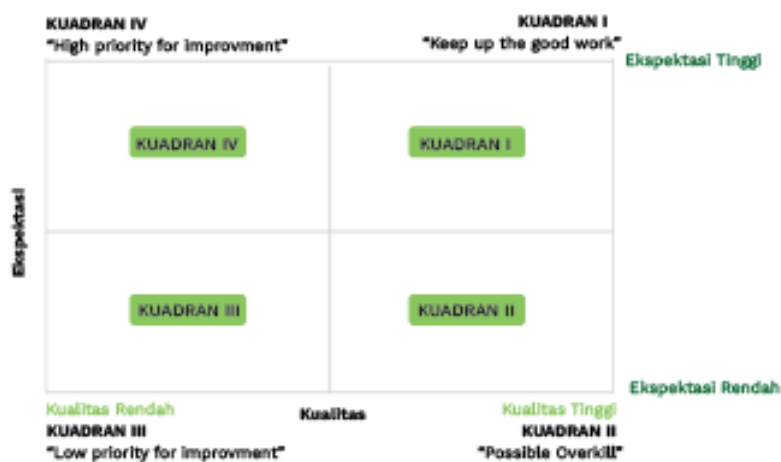 KUADRAN IV
"High priority for improvment"
KUADRAN I
"Keep up the good work"
Ekspektasi Tinggi
KUADRAN IV
KUADRAN I
Ekspektasi
KUADRAN III
KUADRAN II
Ekspektasi Rendah
Kualitas Rendah
Kualitas
Kualitas Tinggi
KUADRAN III
"Low priority for improvment"
KUADRAN II
"Possible Overkill"